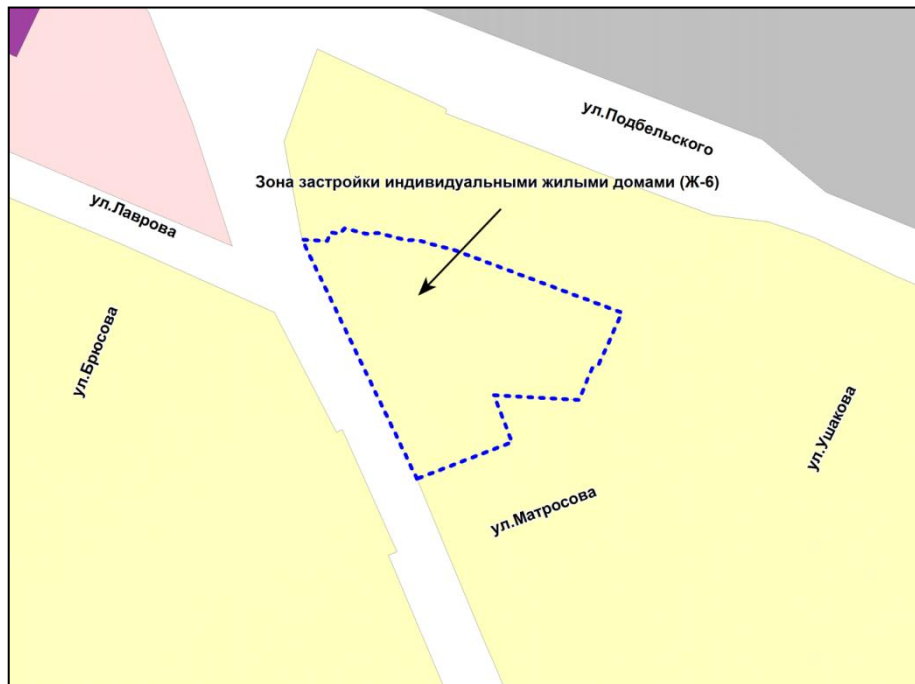 ул.Подбельского
Зона застройки индивидуальными жилыми домами (Ж-6)
ул.Лаврова
ул.Брюсова
ул.Ушакова
ул.Матросова